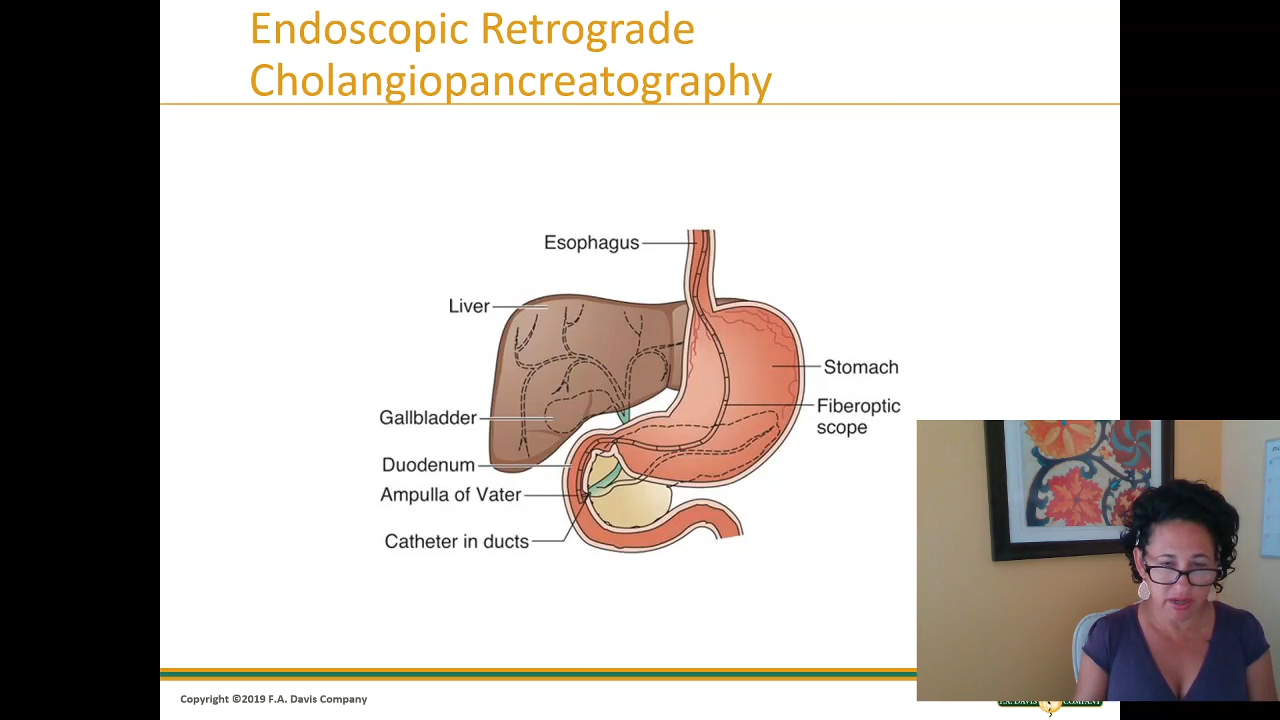 Endoscopic Retrograde
Cholangiopancreatography
Esophagus
Liver
Stomach
Fiberoptic
scope
Gallbladder
Duodenum
Ampulla of Vater
Catheter in ducts
Copyright ©2019 F.A. Davis Company